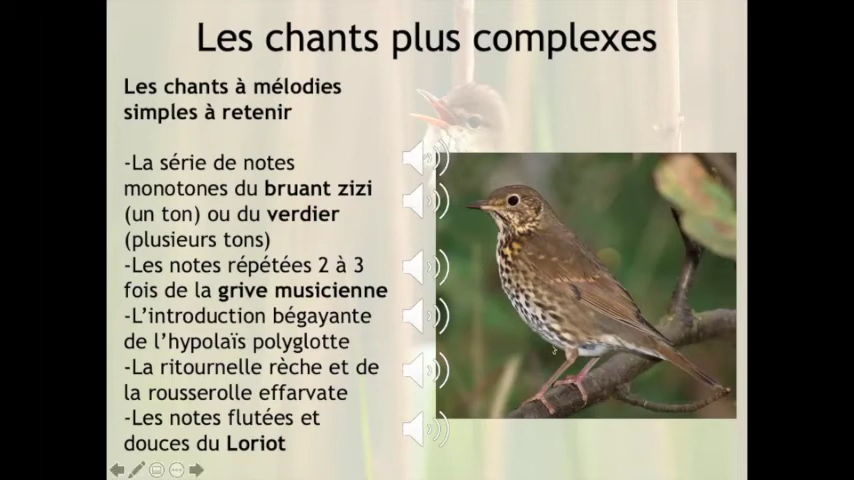 Les chants plus complexes
Les chants à mélodies
simples à retenir
-La série de notes
monotones du bruant zizi
(un ton) ou du verdier
(plusieurs tons)
-Les notes répétées 2 à 3
fois de la grive musicienne
-L’introduction bégayante
de l’hypolaïs polyglotte
-La ritournelle rèche et de
la rousserolle effarvate
-Les notes flutées et
douces du Loriot